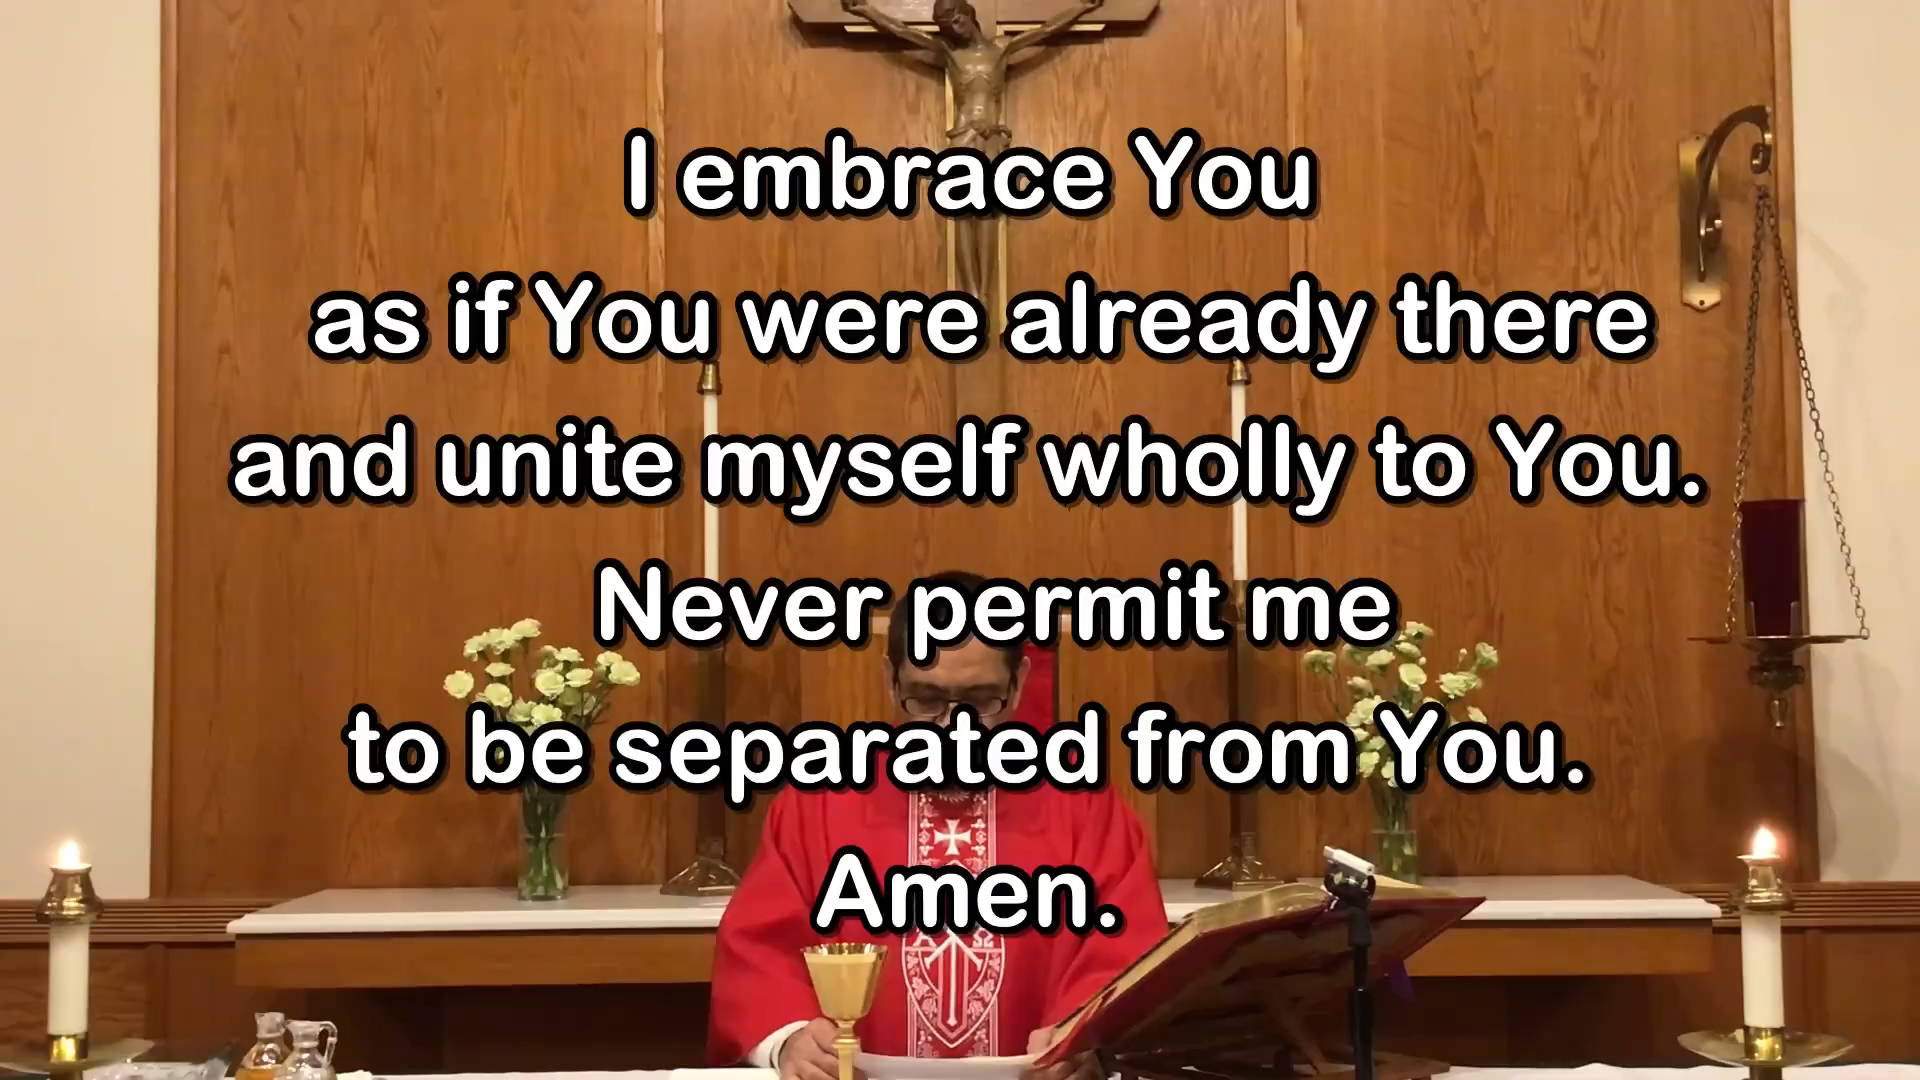 I embrace You
as if You were already there
and unite myself wholly to You.
Never permit me
to be separated from You.
Amen.